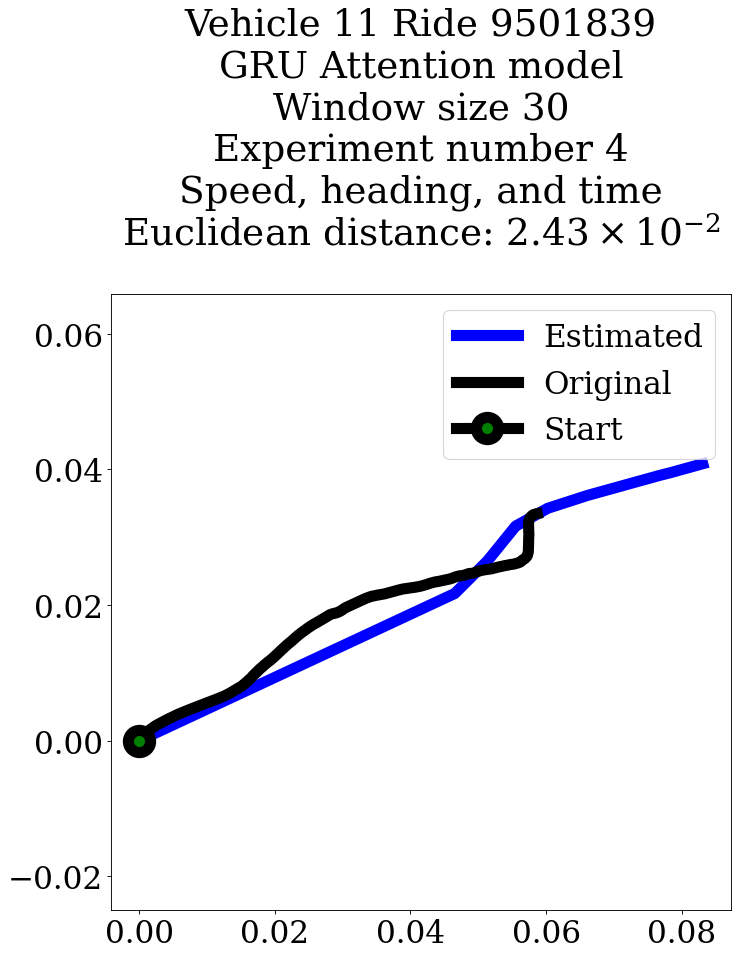 Vehicle 11 Ride 9501839
GRU Attention model
Window size 30
Experiment number 4
Speed, heading, and time
Euclidean distance: 2.43 × 10⁻²
Estimated
Original
Start
0.06
0.04
0.02
0.00
−0.02
0.00 0.02 0.04 0.06 0.08